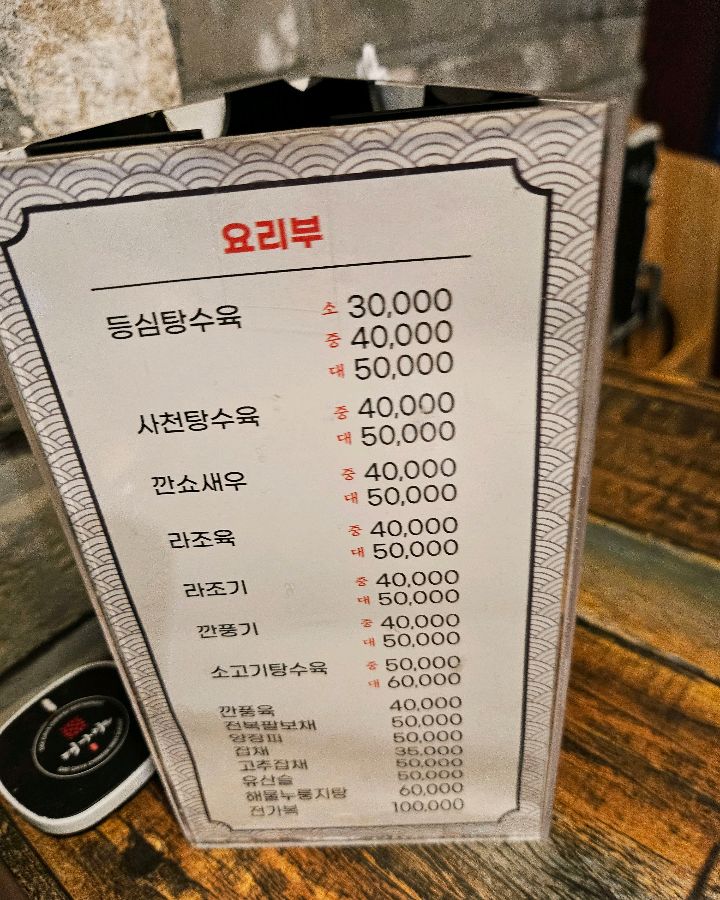 요리부
등심탕수육 소 30,000
중 40,000
대 50,000
사천탕수육 중 40,000
대 50,000
깐쇼새우 중 40,000
대 50,000
라조육 중 40,000
대 50,000
라조기 중 40,000
대 50,000
깐풍기 중 40,000
대 50,000
소고기탕수육 중 50,000
대 60,000
깐풍육 40,000
전복팔보채 50,000
양장피 50,000
잡채 35,000
고추잡채 50,000
유산슬 50,000
해물누룽지탕 60,000
전가복 100,000